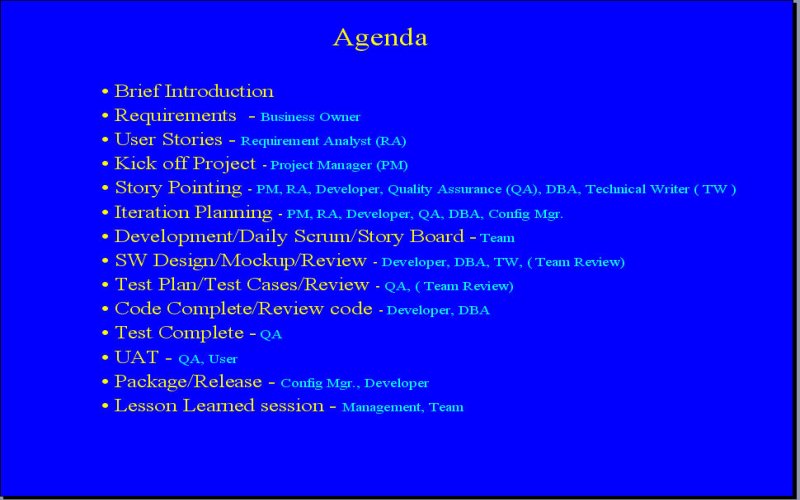 Agenda
• Brief Introduction
• Requirements - Business Owner
• User Stories - Requirement Analyst (RA)
• Kick off Project - Project Manager (PM)
• Story Pointing - PM, RA, Developer, Quality Assurance (QA), DBA, Technical Writer ( TW )
• Iteration Planning - PM, RA, Developer, QA, DBA, Config Mgr.
• Development/Daily Scrum/Story Board - Team
• SW Design/Mockup/Review - Developer, DBA, TW, ( Team Review)
• Test Plan/Test Cases/Review - QA, ( Team Review)
• Code Complete/Review code - Developer, DBA
• Test Complete - QA
• UAT - QA, User
• Package/Release - Config Mgr., Developer
• Lesson Learned session - Management, Team